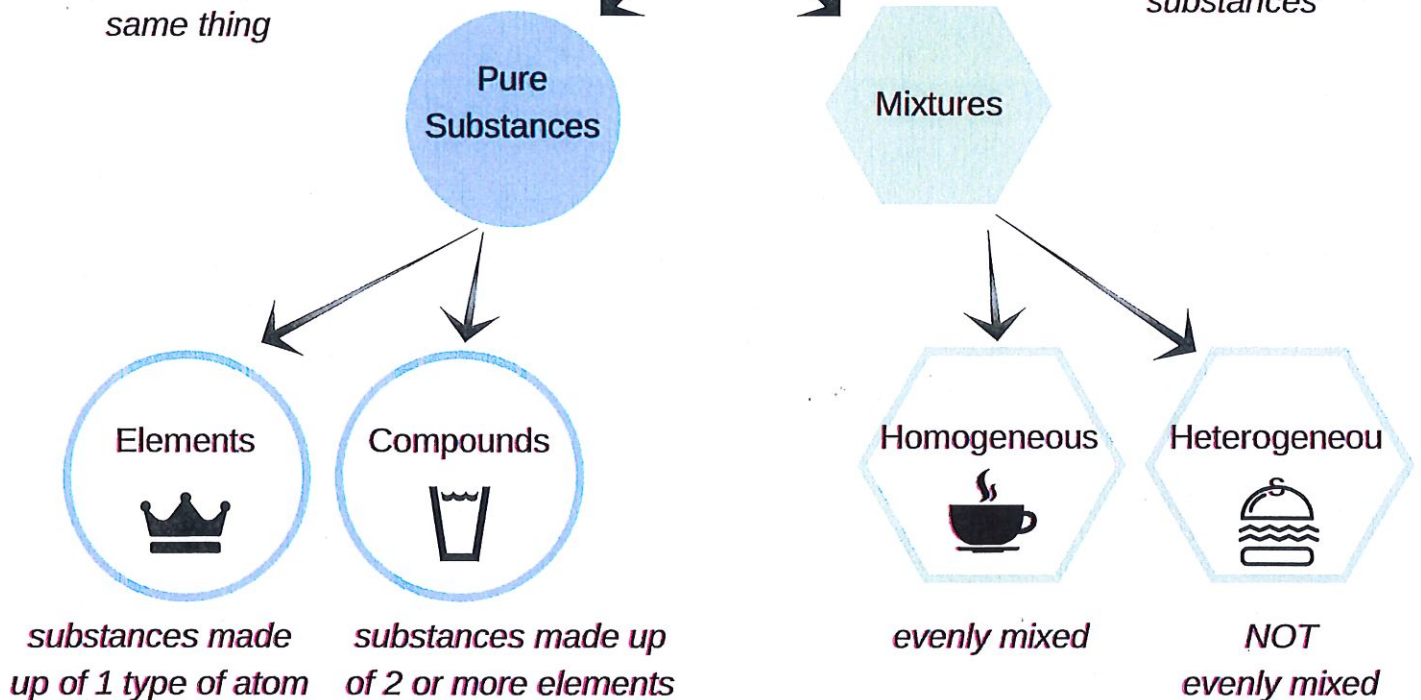 same thing
substances
Pure
Substances
Mixtures
Elements
Compounds
Homogeneous
Heterogeneou
s
substances made
up of 1 type of atom
substances made up
of 2 or more elements
evenly mixed
NOT
evenly mixed